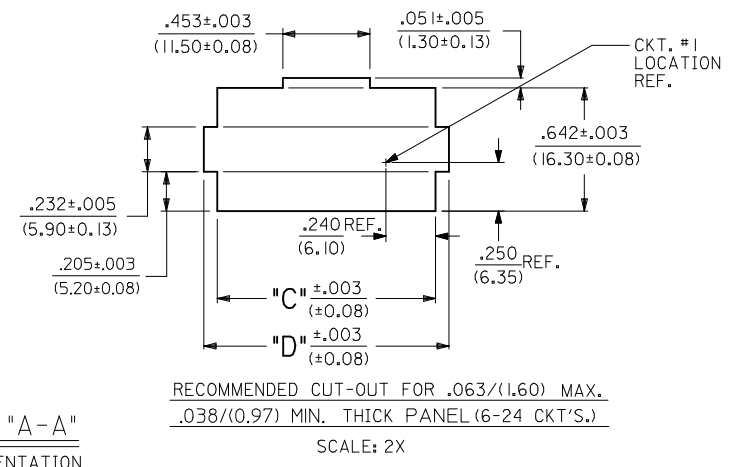 .453±.003
(11.50±0.08)
.051±.005
(1.30±0.13)
CKT. #1
LOCATION
REF.
.642±.003
(16.30±0.08)
.232±.005
(5.90±0.13)
.205±.003
(5.20±0.08)
.240 REF.
(6.10)
.250 REF.
(6.35)
"C" ±.003
(±0.08)
"D" ±.003
(±0.08)
RECOMMENDED CUT-OUT FOR .063/(1.60) MAX.
.038/(0.97) MIN. THICK PANEL (6-24 CKT'S.)
SCALE: 2X
"A-A"
ENTATION